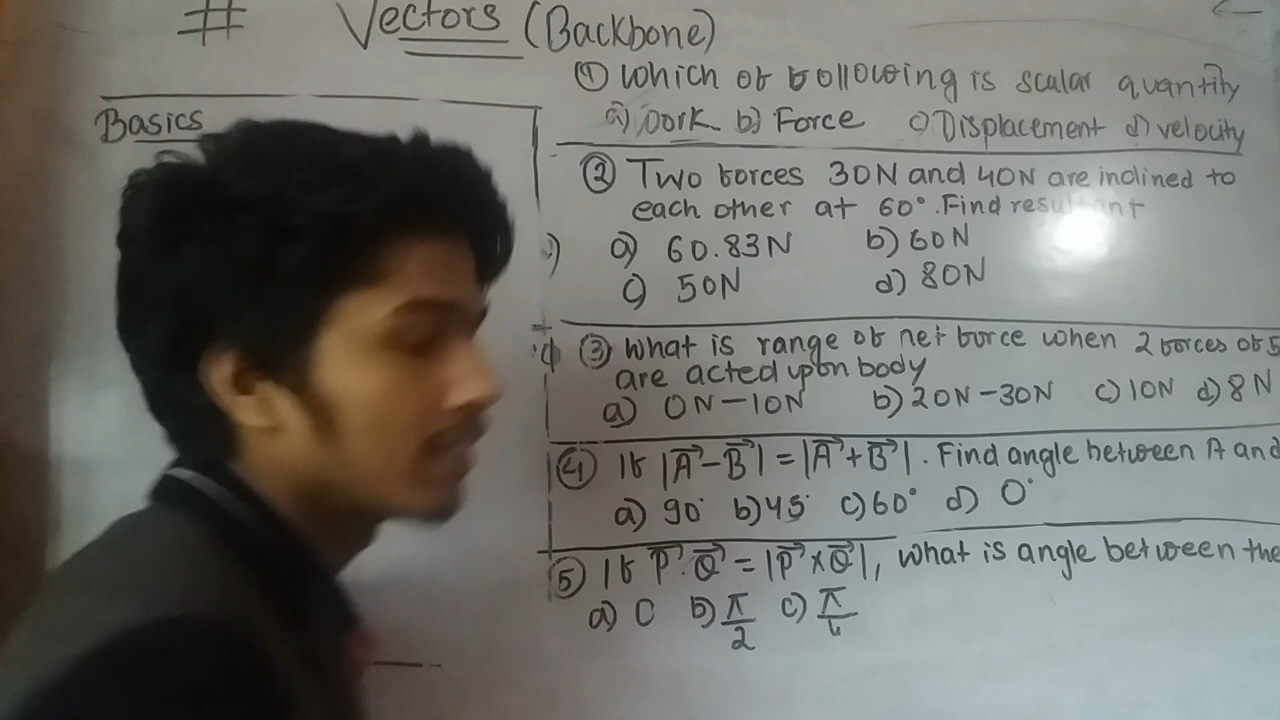 # Vectors (Backbone)
Basics
① Which of following is scalar quantity
a) Work b) Force c) Displacement d) velocity
② Two forces 30N and 40N are inclined to
each other at 60°. Find resultant
a) 60.83N b) 60N
c) 50N d) 80N
③ What is range of net force when 2 forces of 5
are acted upon body
a) 0N-10N b) 20N-30N c) 10N d) 8N
④ If |A⃗-B⃗| = |A⃗+B⃗|. Find angle between A and
a) 90° b) 45° c) 60° d) 0°
⑤ If P⃗.Q⃗ = |P⃗×Q⃗|, what is angle between the
a) 0 b) π/2 c) π/4